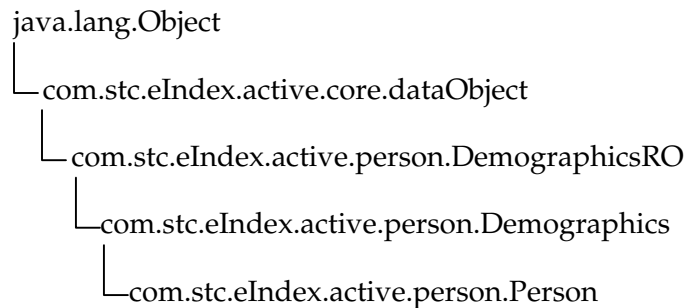 java.lang.Object
com.stc.eIndex.active.core.dataObject
com.stc.eIndex.active.person.DemographicsRO
com.stc.eIndex.active.person.Demographics
com.stc.eIndex.active.person.Person